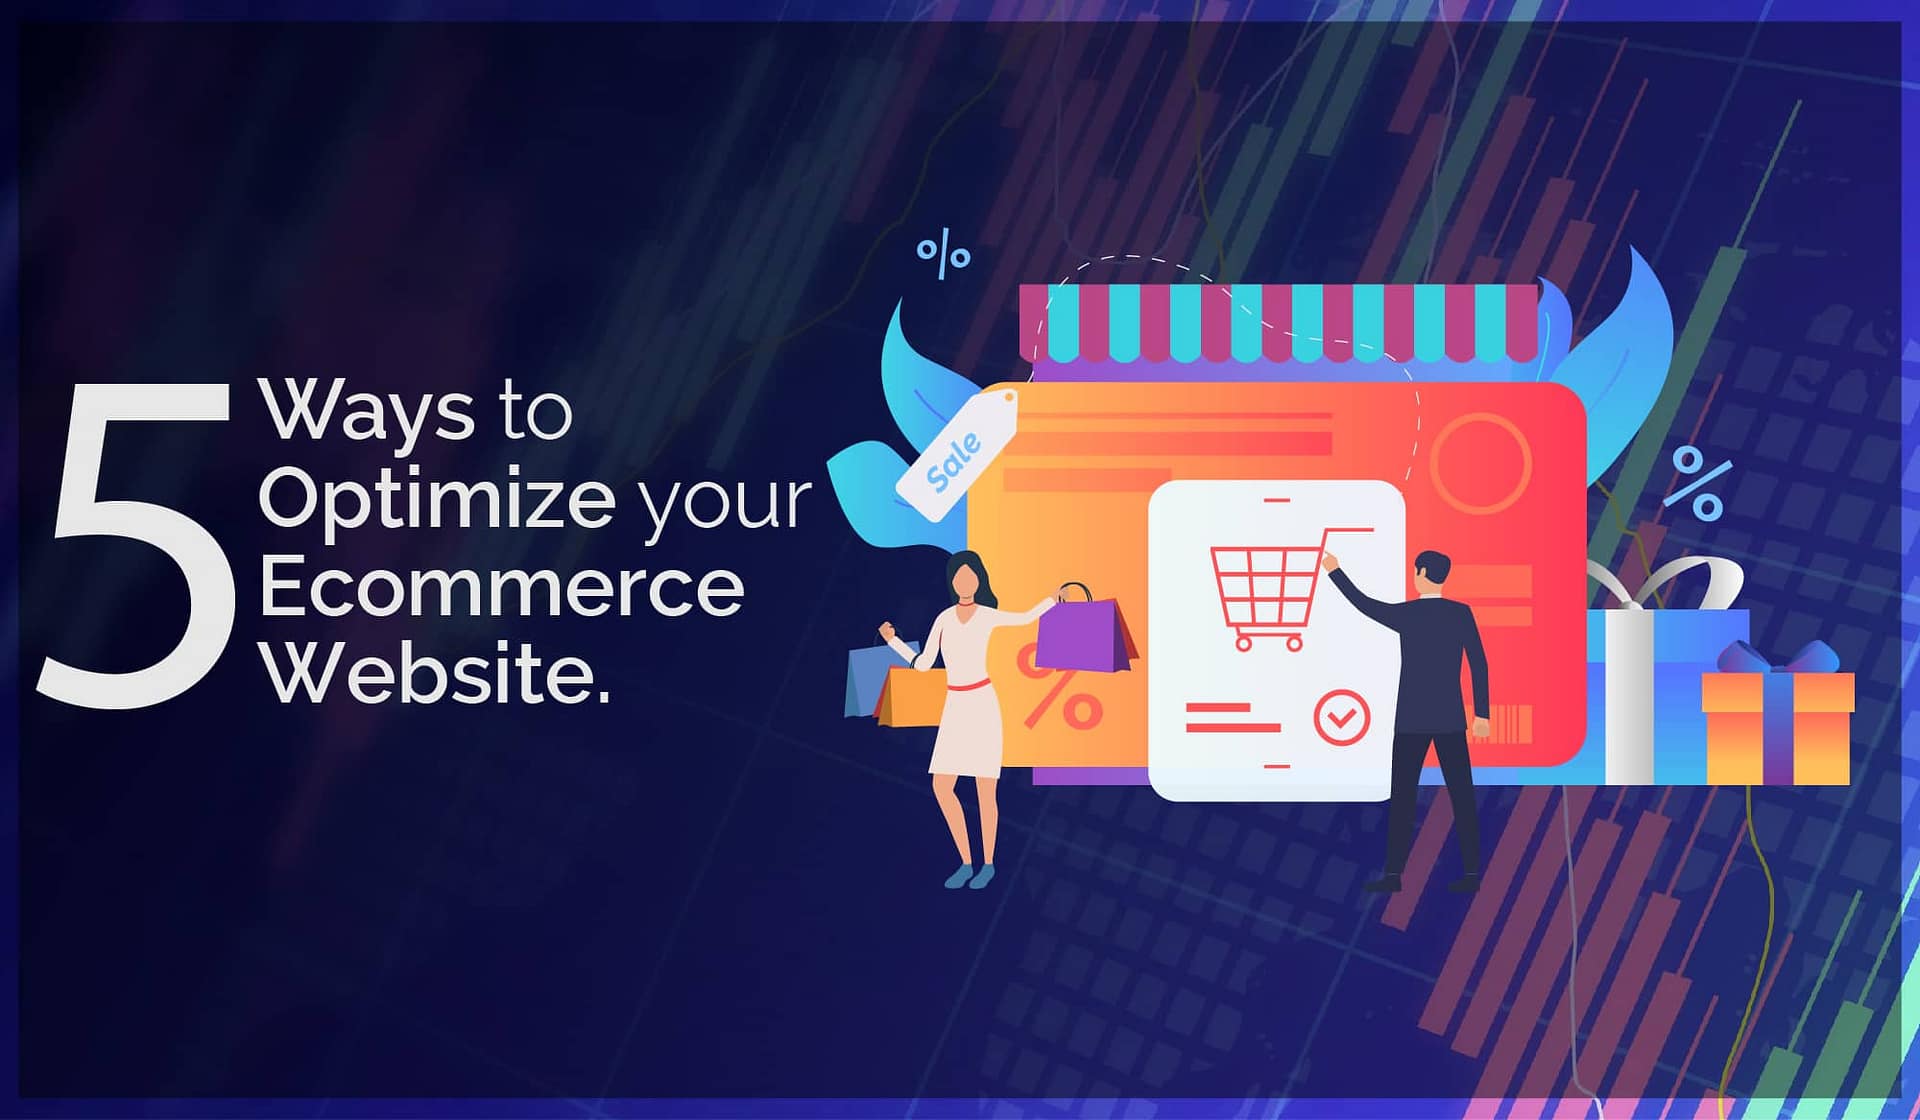 5
Ways to
Optimize your
Ecommerce
Website.
%
Sale
%
%